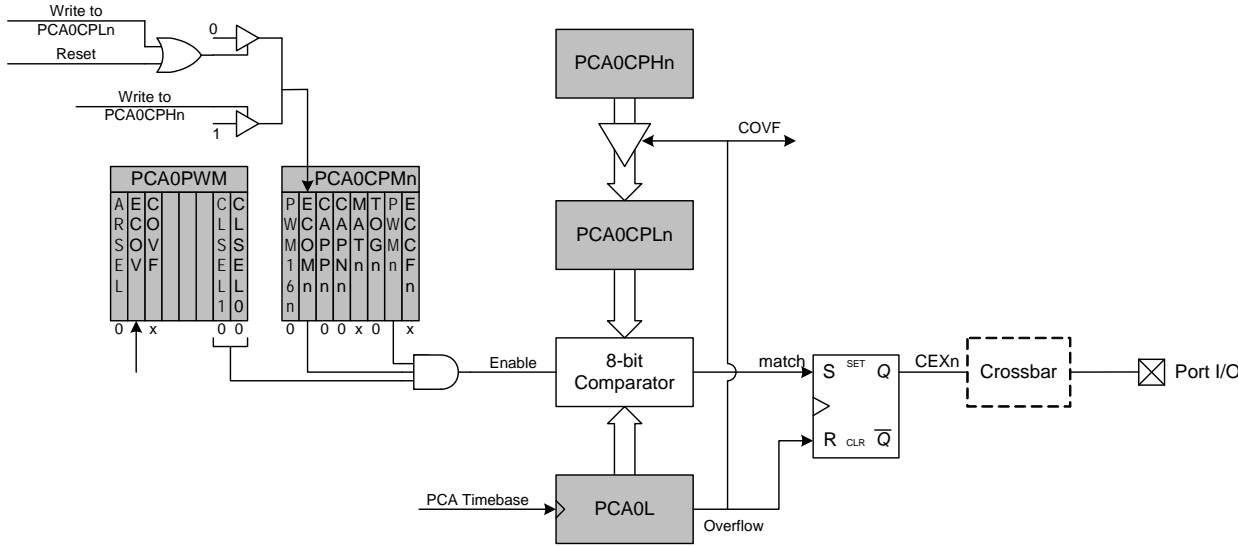 Write to
PCA0CPLn
Reset
0
Write to
PCA0CPHn
1
PCA0CPHn
COVF
PCA0PWM
ARSEL
ECOV
COVF
CLSEL1
CLSEL0
0
x
0
0
PCA0CPMn
PWM16n
ECOMn
CAPPn
CAPNn
MATn
TOGn
PWMn
ECCFn
0
0
0
x
0
x
PCA0CPLn
Enable
8-bit
Comparator
match
S SET Q
R CLR Q
CEXn
Crossbar
Port I/O
PCA Timebase
PCA0L
Overflow